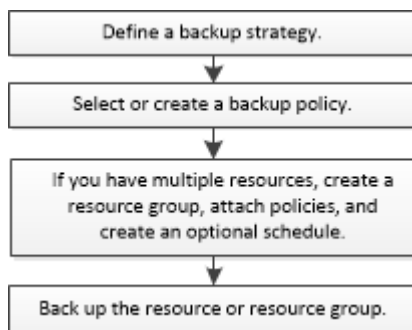 Define a backup strategy.
Select or create a backup policy.
If you have multiple resources, create a
resource group, attach policies, and
create an optional schedule.
Back up the resource or resource group.